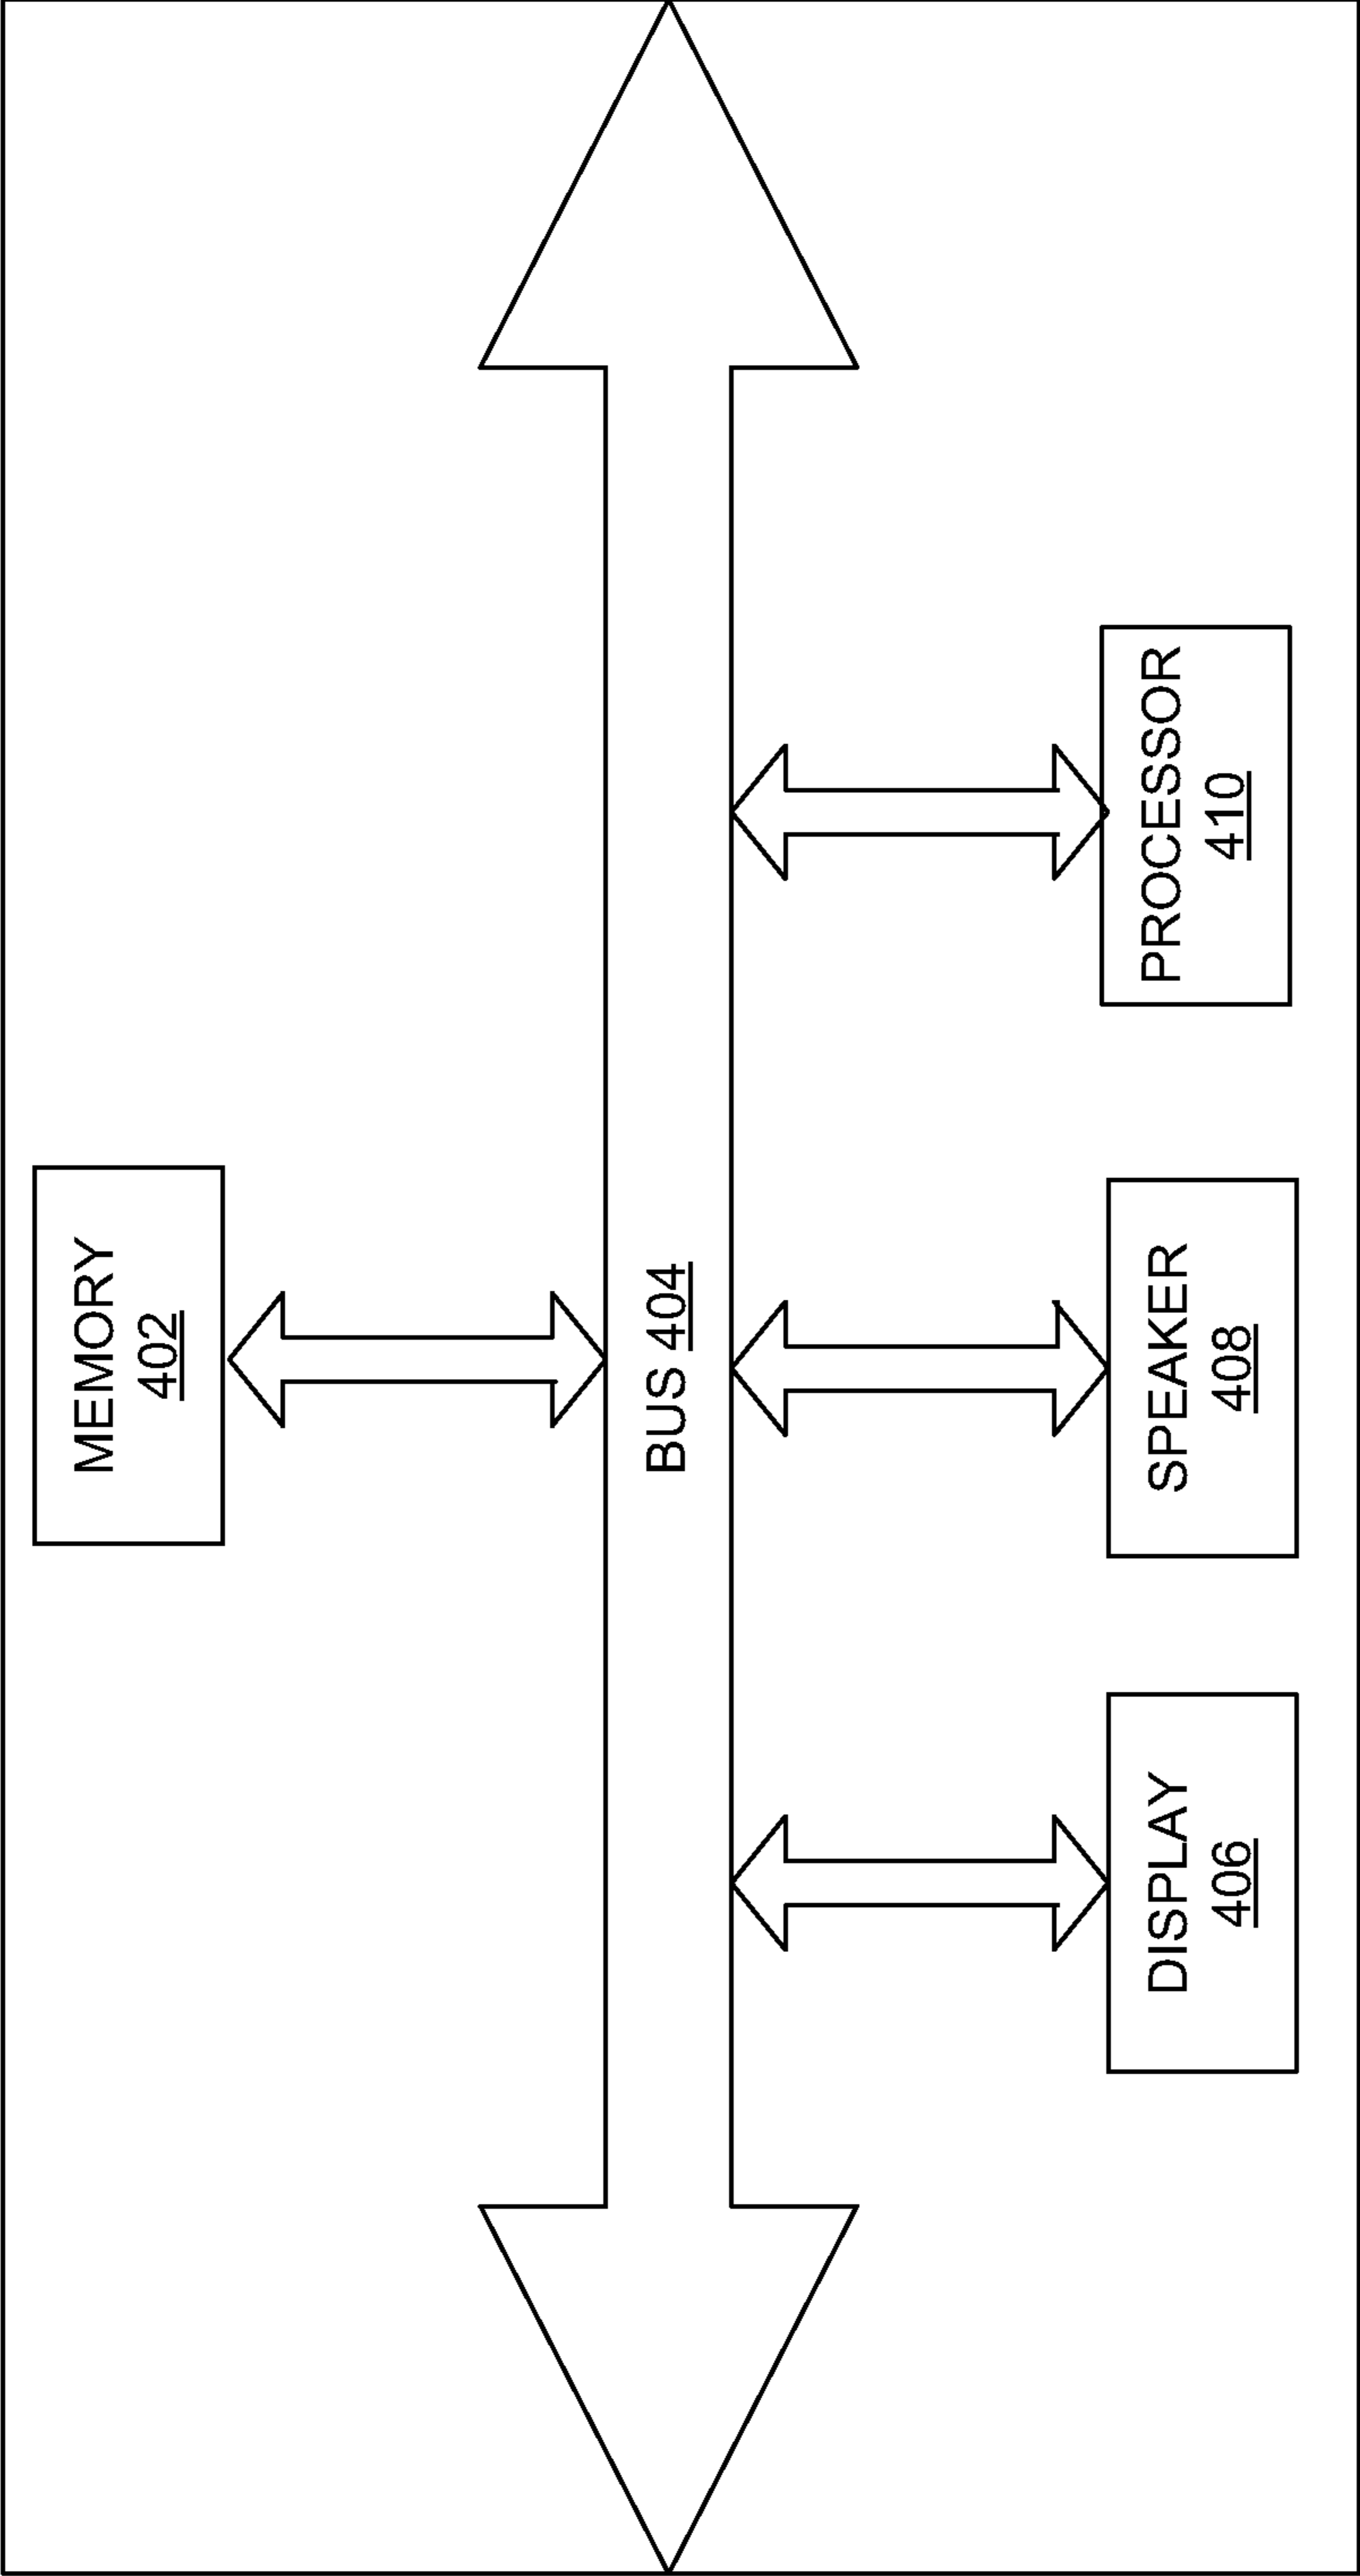 MEMORY
402
BUS 404
DISPLAY
406
SPEAKER
408
PROCESSOR
410